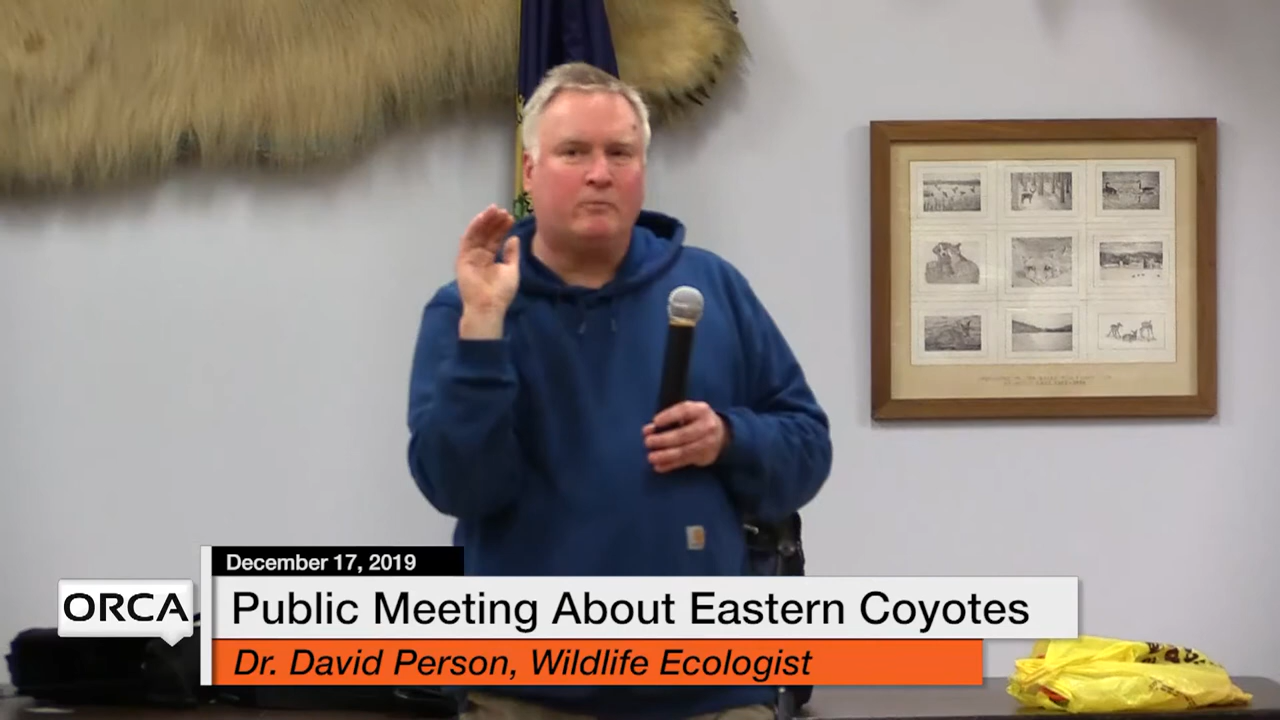 December 17, 2019
ORCA
Public Meeting About Eastern Coyotes
Dr. David Person, Wildlife Ecologist